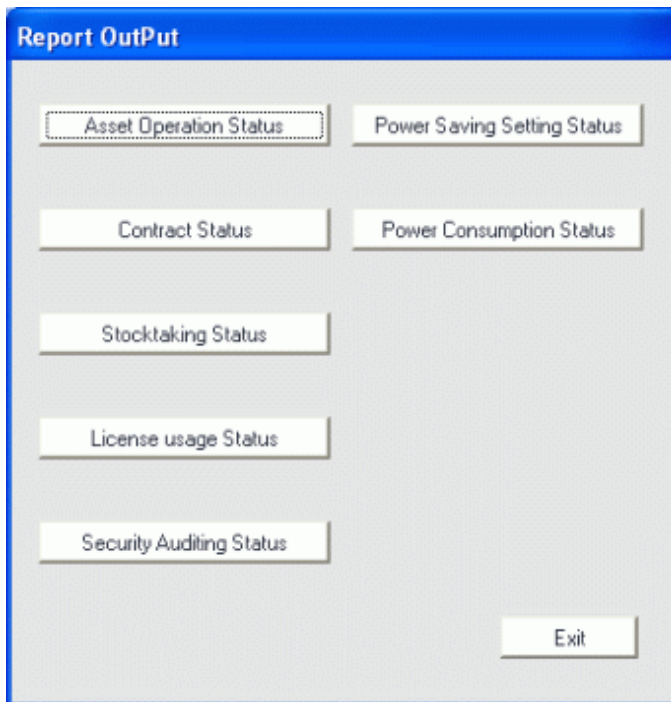 Report OutPut
Asset Operation Status
Power Saving Setting Status
Contract Status
Power Consumption Status
Stocktaking Status
License usage Status
Security Auditing Status
Exit